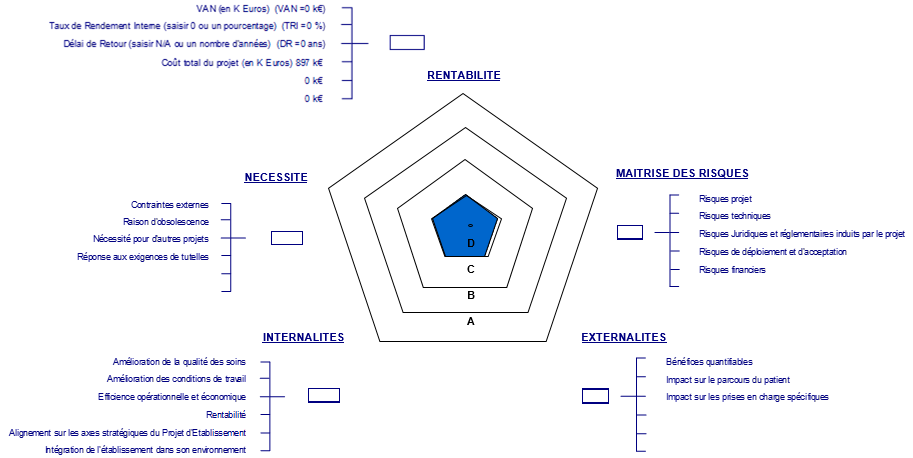 VAN (en K Euros) (VAN =0 k€)
Taux de Rendement Interne (saisir 0 ou un pourcentage) (TRI =0 %)
Délai de Retour (saisir N/A ou un nombre d'années) (DR =0 ans)
Coût total du projet (en K Euros) 897 k€
0 k€
0 k€
RENTABILITE
NECESSITE
Contraintes externes
Raison d'obsolescence
Nécessité pour d'autres projets
Réponse aux exigences de tutelles
MAITRISE DES RISQUES
Risques projet
Risques techniques
Risques Juridiques et réglementaires induits par le projet
Risques de déploiement et d'acceptation
Risques financiers
D
C
B
A
INTERNALITES
Amélioration de la qualité des soins
Amélioration des conditions de travail
Efficience opérationnelle et économique
Rentabilité
Alignement sur les axes stratégiques du Projet d'Etablissement
Intégration de l'établissement dans son environnement
EXTERNALITES
Bénéfices quantifiables
Impact sur le parcours du patient
Impact sur les prises en charge spécifiques